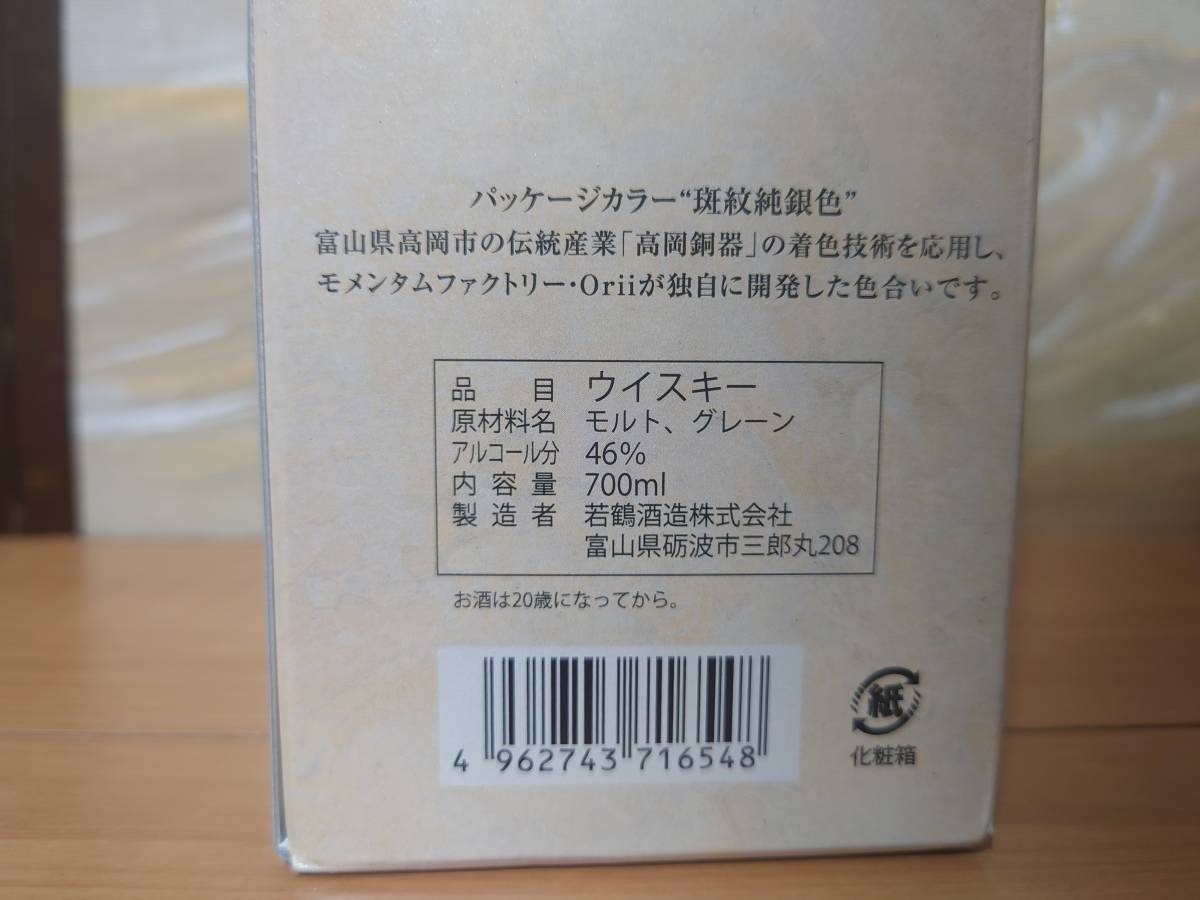 パッケージカラー“斑紋純銀色”
富山県高岡市の伝統産業「高岡銅器」の着色技術を応用し、
モメンタムファクトリー・Oriiが独自に開発した色合いです。
品目 ウイスキー
原材料名 モルト、グレーン
アルコール分 46%
内容量 700ml
製造者 若鶴酒造株式会社
富山県砺波市三郎丸208
お酒は20歳になってから。
4 962743 716548
紙
化粧箱